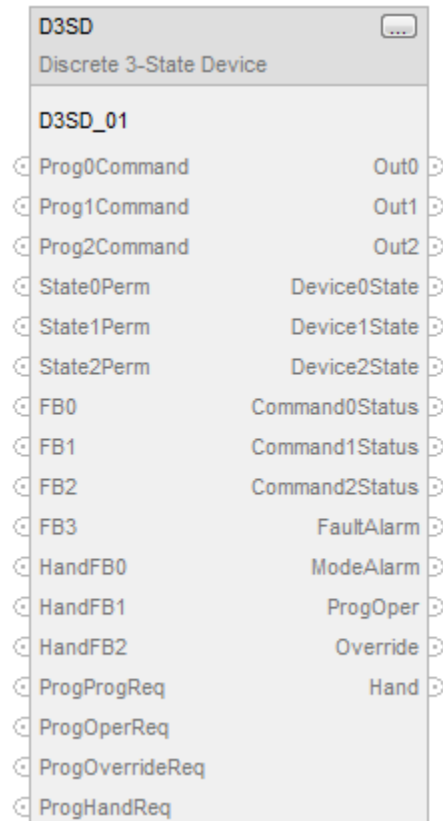 D3SD ...
Discrete 3-State Device
D3SD_01
Prog0Command Out0
Prog1Command Out1
Prog2Command Out2
State0Perm Device0State
State1Perm Device1State
State2Perm Device2State
FB0 Command0Status
FB1 Command1Status
FB2 Command2Status
FB3 FaultAlarm
HandFB0 ModeAlarm
HandFB1 ProgOper
HandFB2 Override
ProgProgReq Hand
ProgOperReq
ProgOverrideReq
ProgHandReq